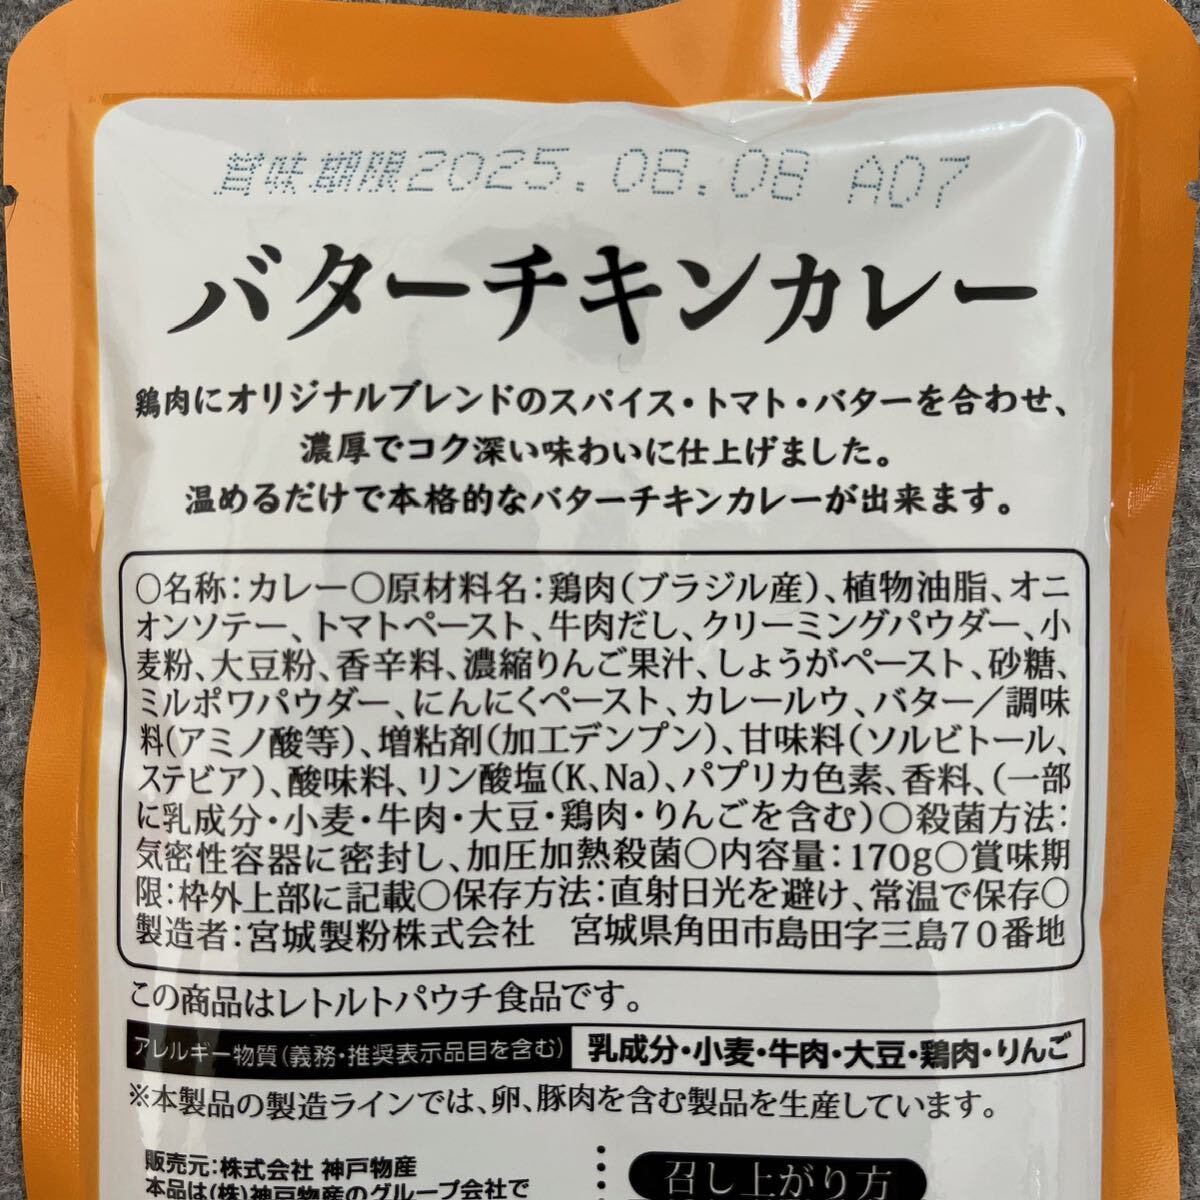 賞味期限2025.08.08 A07
バターチキンカレー
鶏肉にオリジナルブレンドのスパイス・トマト・バターを合わせ、
濃厚でコク深い味わいに仕上げました。
温めるだけで本格的なバターチキンカレーが出来ます。
○名称:カレー○原材料名:鶏肉(ブラジル産)、植物油脂、オニ
オンソテー、トマトペースト、牛肉だし、クリーミングパウダー、小
麦粉、大豆粉、香辛料、濃縮りんご果汁、しょうがペースト、砂糖、
ミルポワパウダー、にんにくペースト、カレールウ、バター/調味
料(アミノ酸等)、増粘剤(加工デンプン)、甘味料(ソルビトール、
ステビア)、酸味料、リン酸塩(K、Na)、パプリカ色素、香料、(一部
に乳成分・小麦・牛肉・大豆・鶏肉・りんごを含む)○殺菌方法:
気密性容器に密封し、加圧加熱殺菌○内容量:170g○賞味期
限:枠外上部に記載○保存方法:直射日光を避け、常温で保存○
製造者:宮城製粉株式会社 宮城県角田市島田字三島70番地
この商品はレトルトパウチ食品です。
アレルギー物質(義務・推奨表示品目を含む) 乳成分・小麦・牛肉・大豆・鶏肉・りんご
※本製品の製造ラインでは、卵、豚肉を含む製品を生産しています。
販売元:株式会社 神戸物産
本品は(株)神戸物産のグループ会社で
召し上がり方